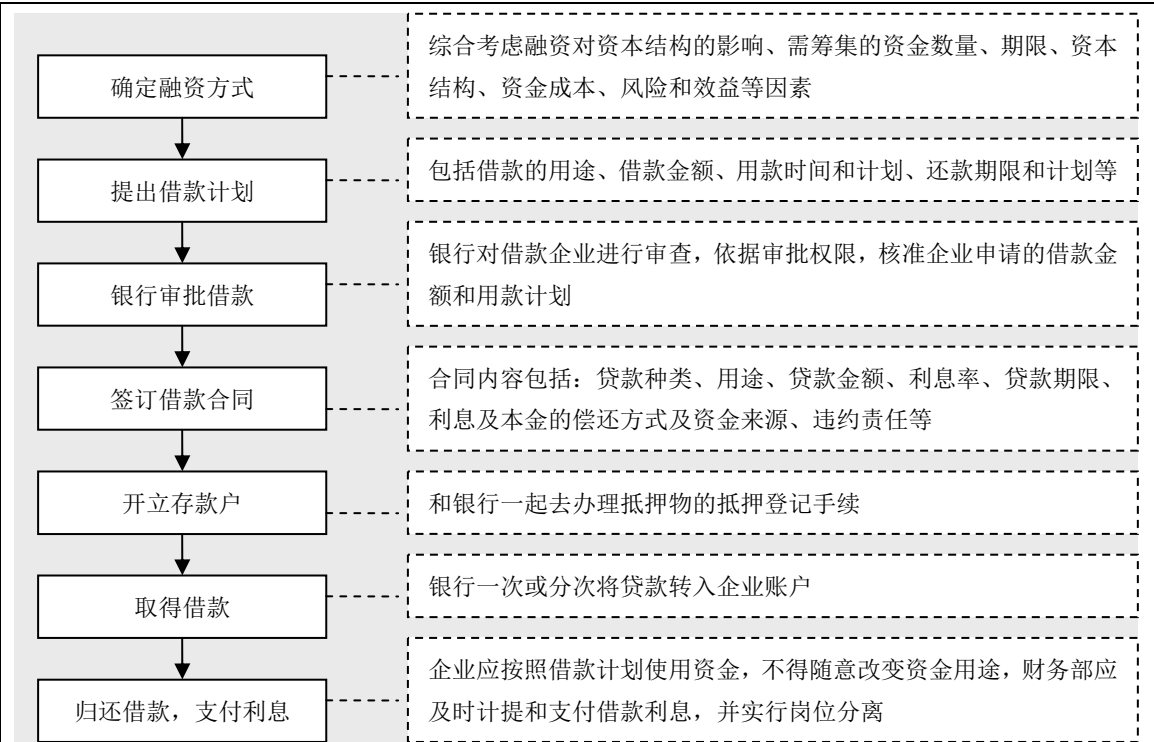 确定融资方式
综合考虑融资对资本结构的影响、需筹集的资金数量、期限、资本
结构、资金成本、风险和效益等因素
提出借款计划
包括借款的用途、借款金额、用款时间和计划、还款期限和计划等
银行审批借款
银行对借款企业进行审查，依据审批权限，核准企业申请的借款金
额和用款计划
签订借款合同
合同内容包括：贷款种类、用途、贷款金额、利息率、贷款期限、
利息及本金的偿还方式及资金来源、违约责任等
开立存款户
和银行一起去办理抵押物的抵押登记手续
取得借款
银行一次或分次将贷款转入企业账户
归还借款，支付利息
企业应按照借款计划使用资金，不得随意改变资金用途，财务部应
及时计提和支付借款利息，并实行岗位分离